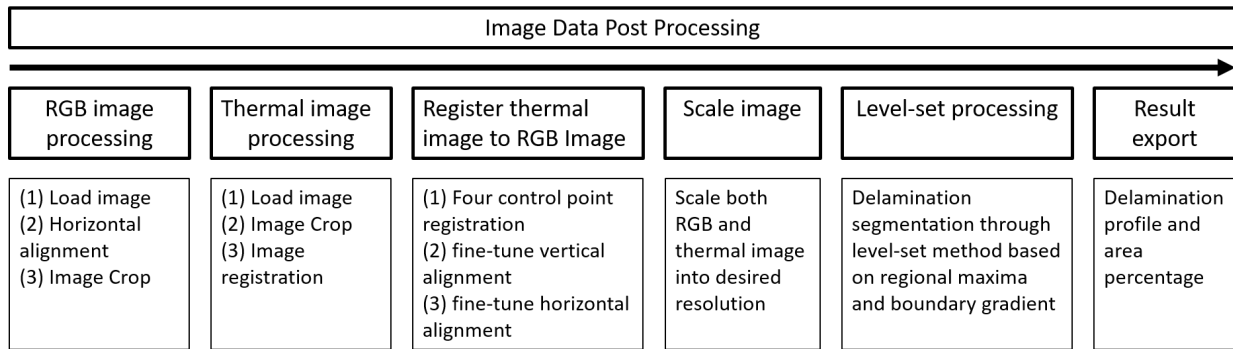 Image Data Post Processing
RGB image
processing
Thermal image
processing
Register thermal
image to RGB Image
Scale image
Level-set processing
Result
export
(1) Load image
(2) Horizontal
alignment
(3) Image Crop
(1) Load image
(2) Image Crop
(3) Image
registration
(1) Four control point
registration
(2) fine-tune vertical
alignment
(3) fine-tune horizontal
alignment
Scale both
RGB and
thermal image
into desired
resolution
Delamination
segmentation through
level-set method based
on regional maxima
and boundary gradient
Delamination
profile and
area
percentage